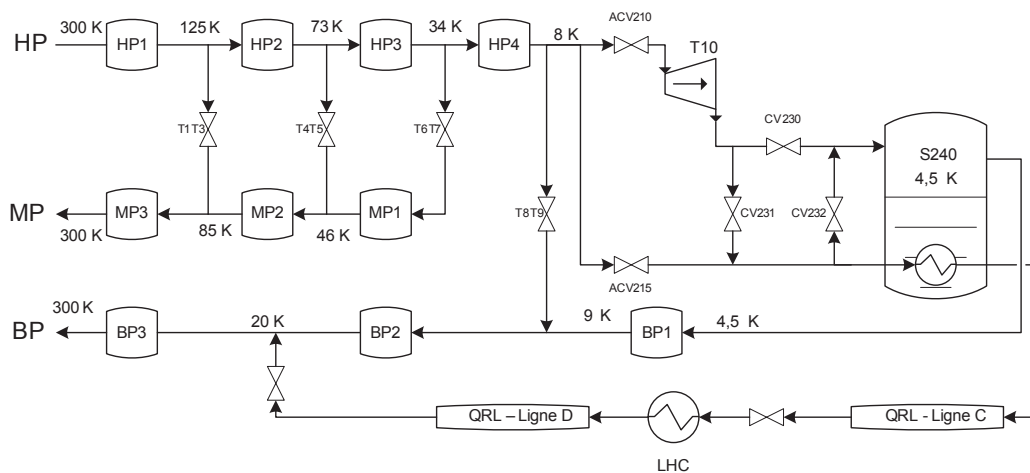 HP 300 K HP1 125 K HP2 73 K HP3 34 K HP4 8 K
ACV210
T10
T1T3 T4T5 T6T7
CV230
S240
4,5 K
MP MP3 MP2 MP1
300 K 85 K 46 K
T8T9 CV231 CV232
ACV215
BP 300 K BP3 20 K BP2 9 K BP1 4,5 K
QRL – Ligne D QRL - Ligne C
LHC